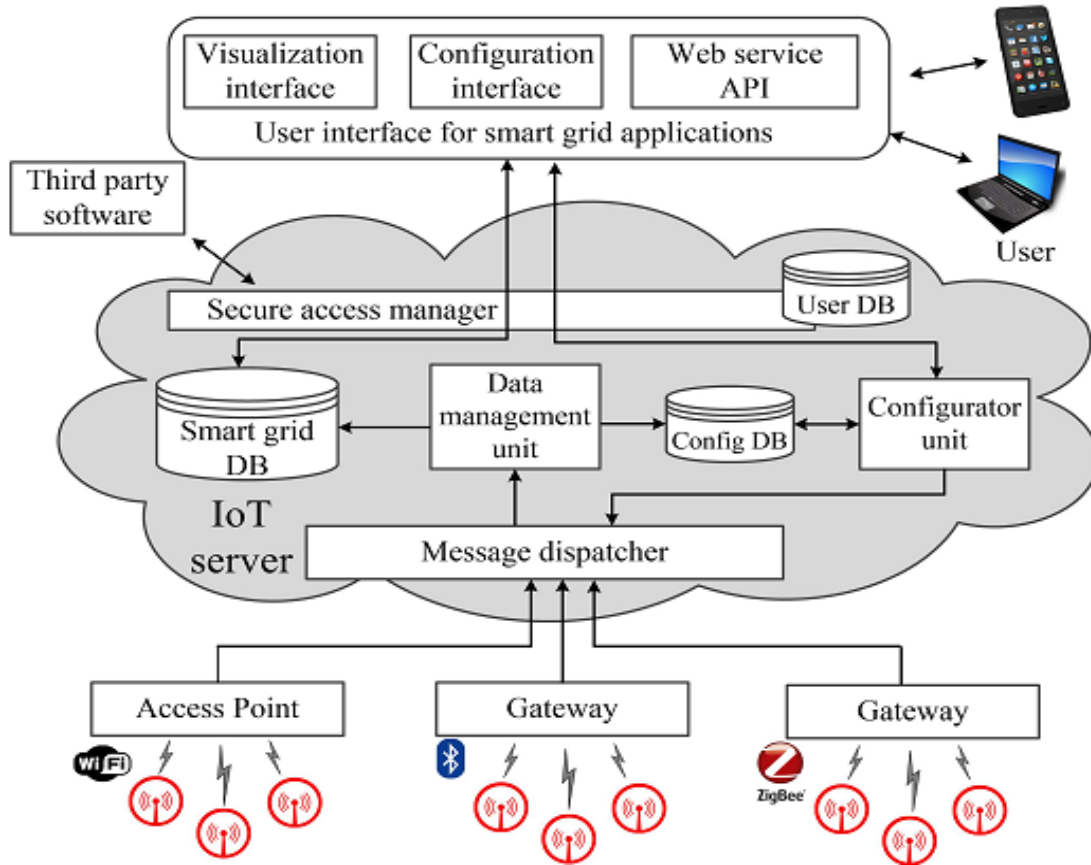 Visualization
interface
Configuration
interface
Web service
API
User interface for smart grid applications
Third party
software
User
Secure access manager
User DB
Smart grid
DB
Data
management
unit
Config DB
Configurator
unit
IoT
server
Message dispatcher
Access Point
Gateway
Gateway
WiFi
ZigBee